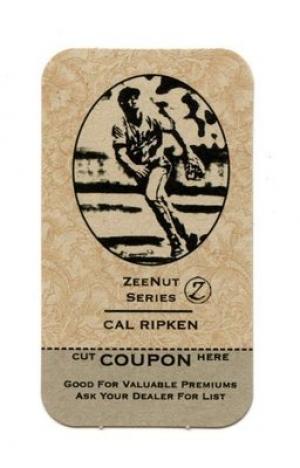 ZEENUT
SERIES Z
CAL RIPKEN
CUT COUPON HERE
GOOD FOR VALUABLE PREMIUMS
ASK YOUR DEALER FOR LIST